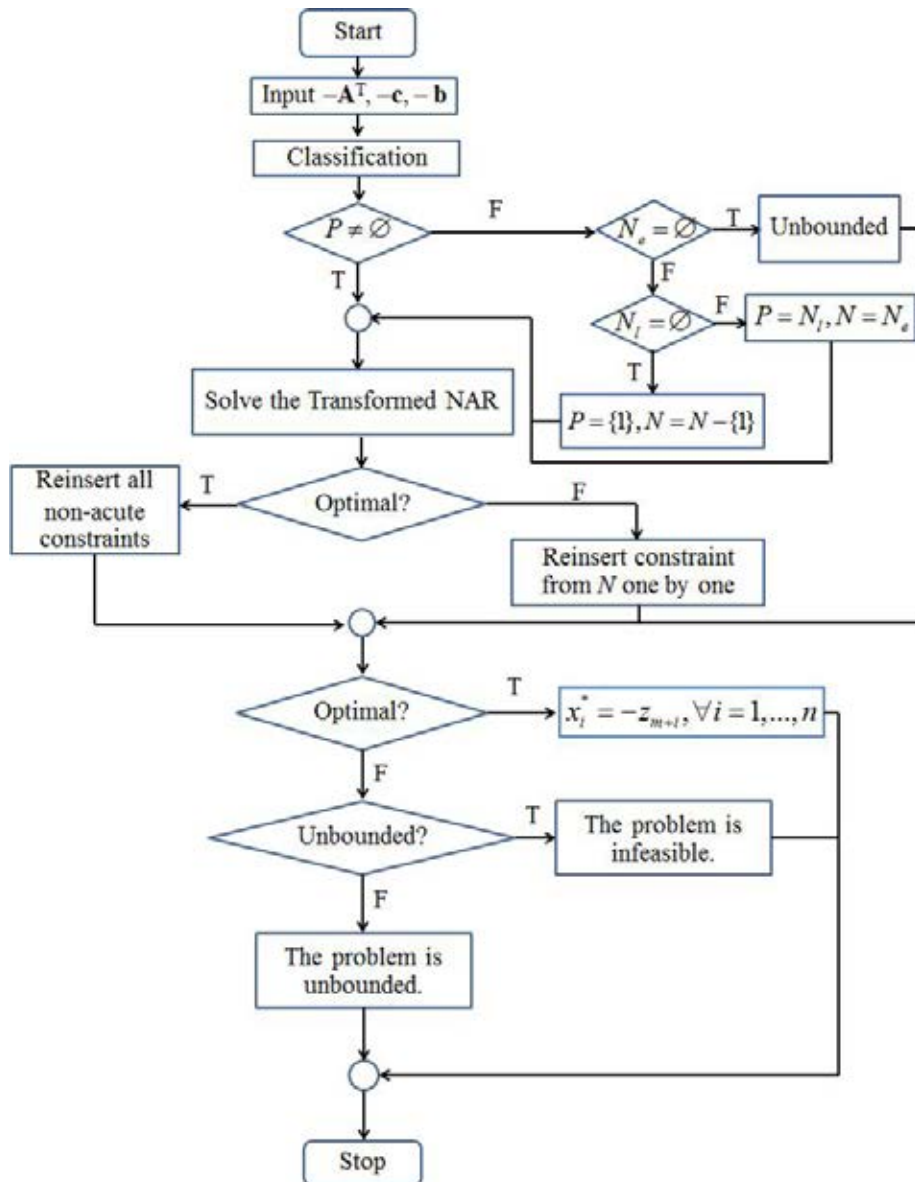 Start
Input –Aᵀ, –c, – b
Classification
P ≠ ∅
F
T
N_e = ∅
T
Unbounded
F
N_l = ∅
F
P = N_l, N = N_e
T
P = {1}, N = N – {1}
Solve the Transformed NAR
Optimal?
T
Reinsert all
non-acute
constraints
F
Reinsert constraint
from N one by one
Optimal?
T
x_i^* = –z_{m+i}, ∀i = 1,...,n
F
Unbounded?
T
The problem is
infeasible.
F
The problem is
unbounded.
Stop